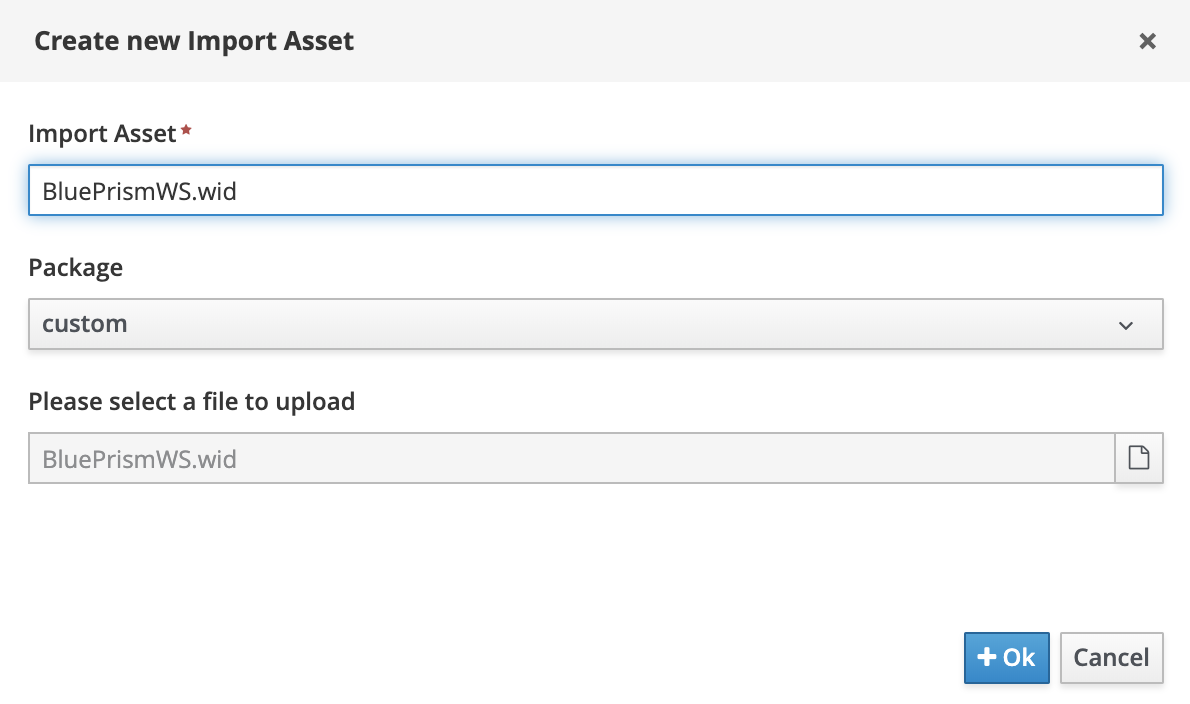 Create new Import Asset
Import Asset*
BluePrismWS.wid
Package
custom
Please select a file to upload
BluePrismWS.wid
Ok Cancel